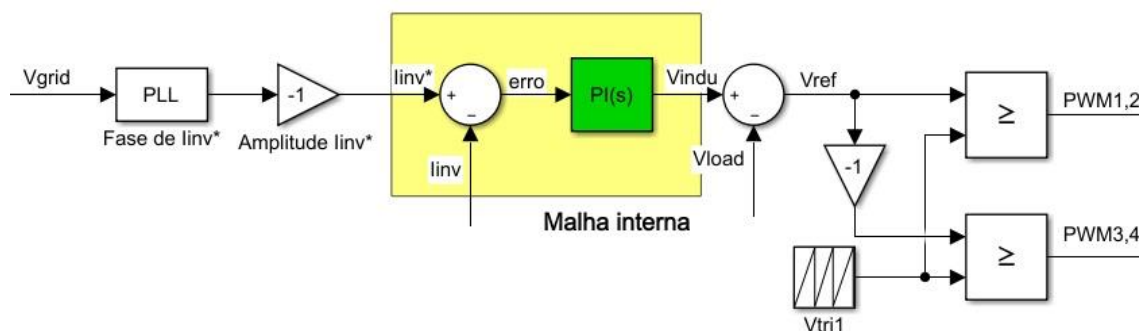 Vgrid
PLL
Fase de Iinv*
-1
Amplitude Iinv*
Iinv*
+
−
Iinv
erro
PI(s)
Malha interna
Vindu
+
−
Vload
Vref
-1
Vtri1
≥
PWM1,2
≥
PWM3,4